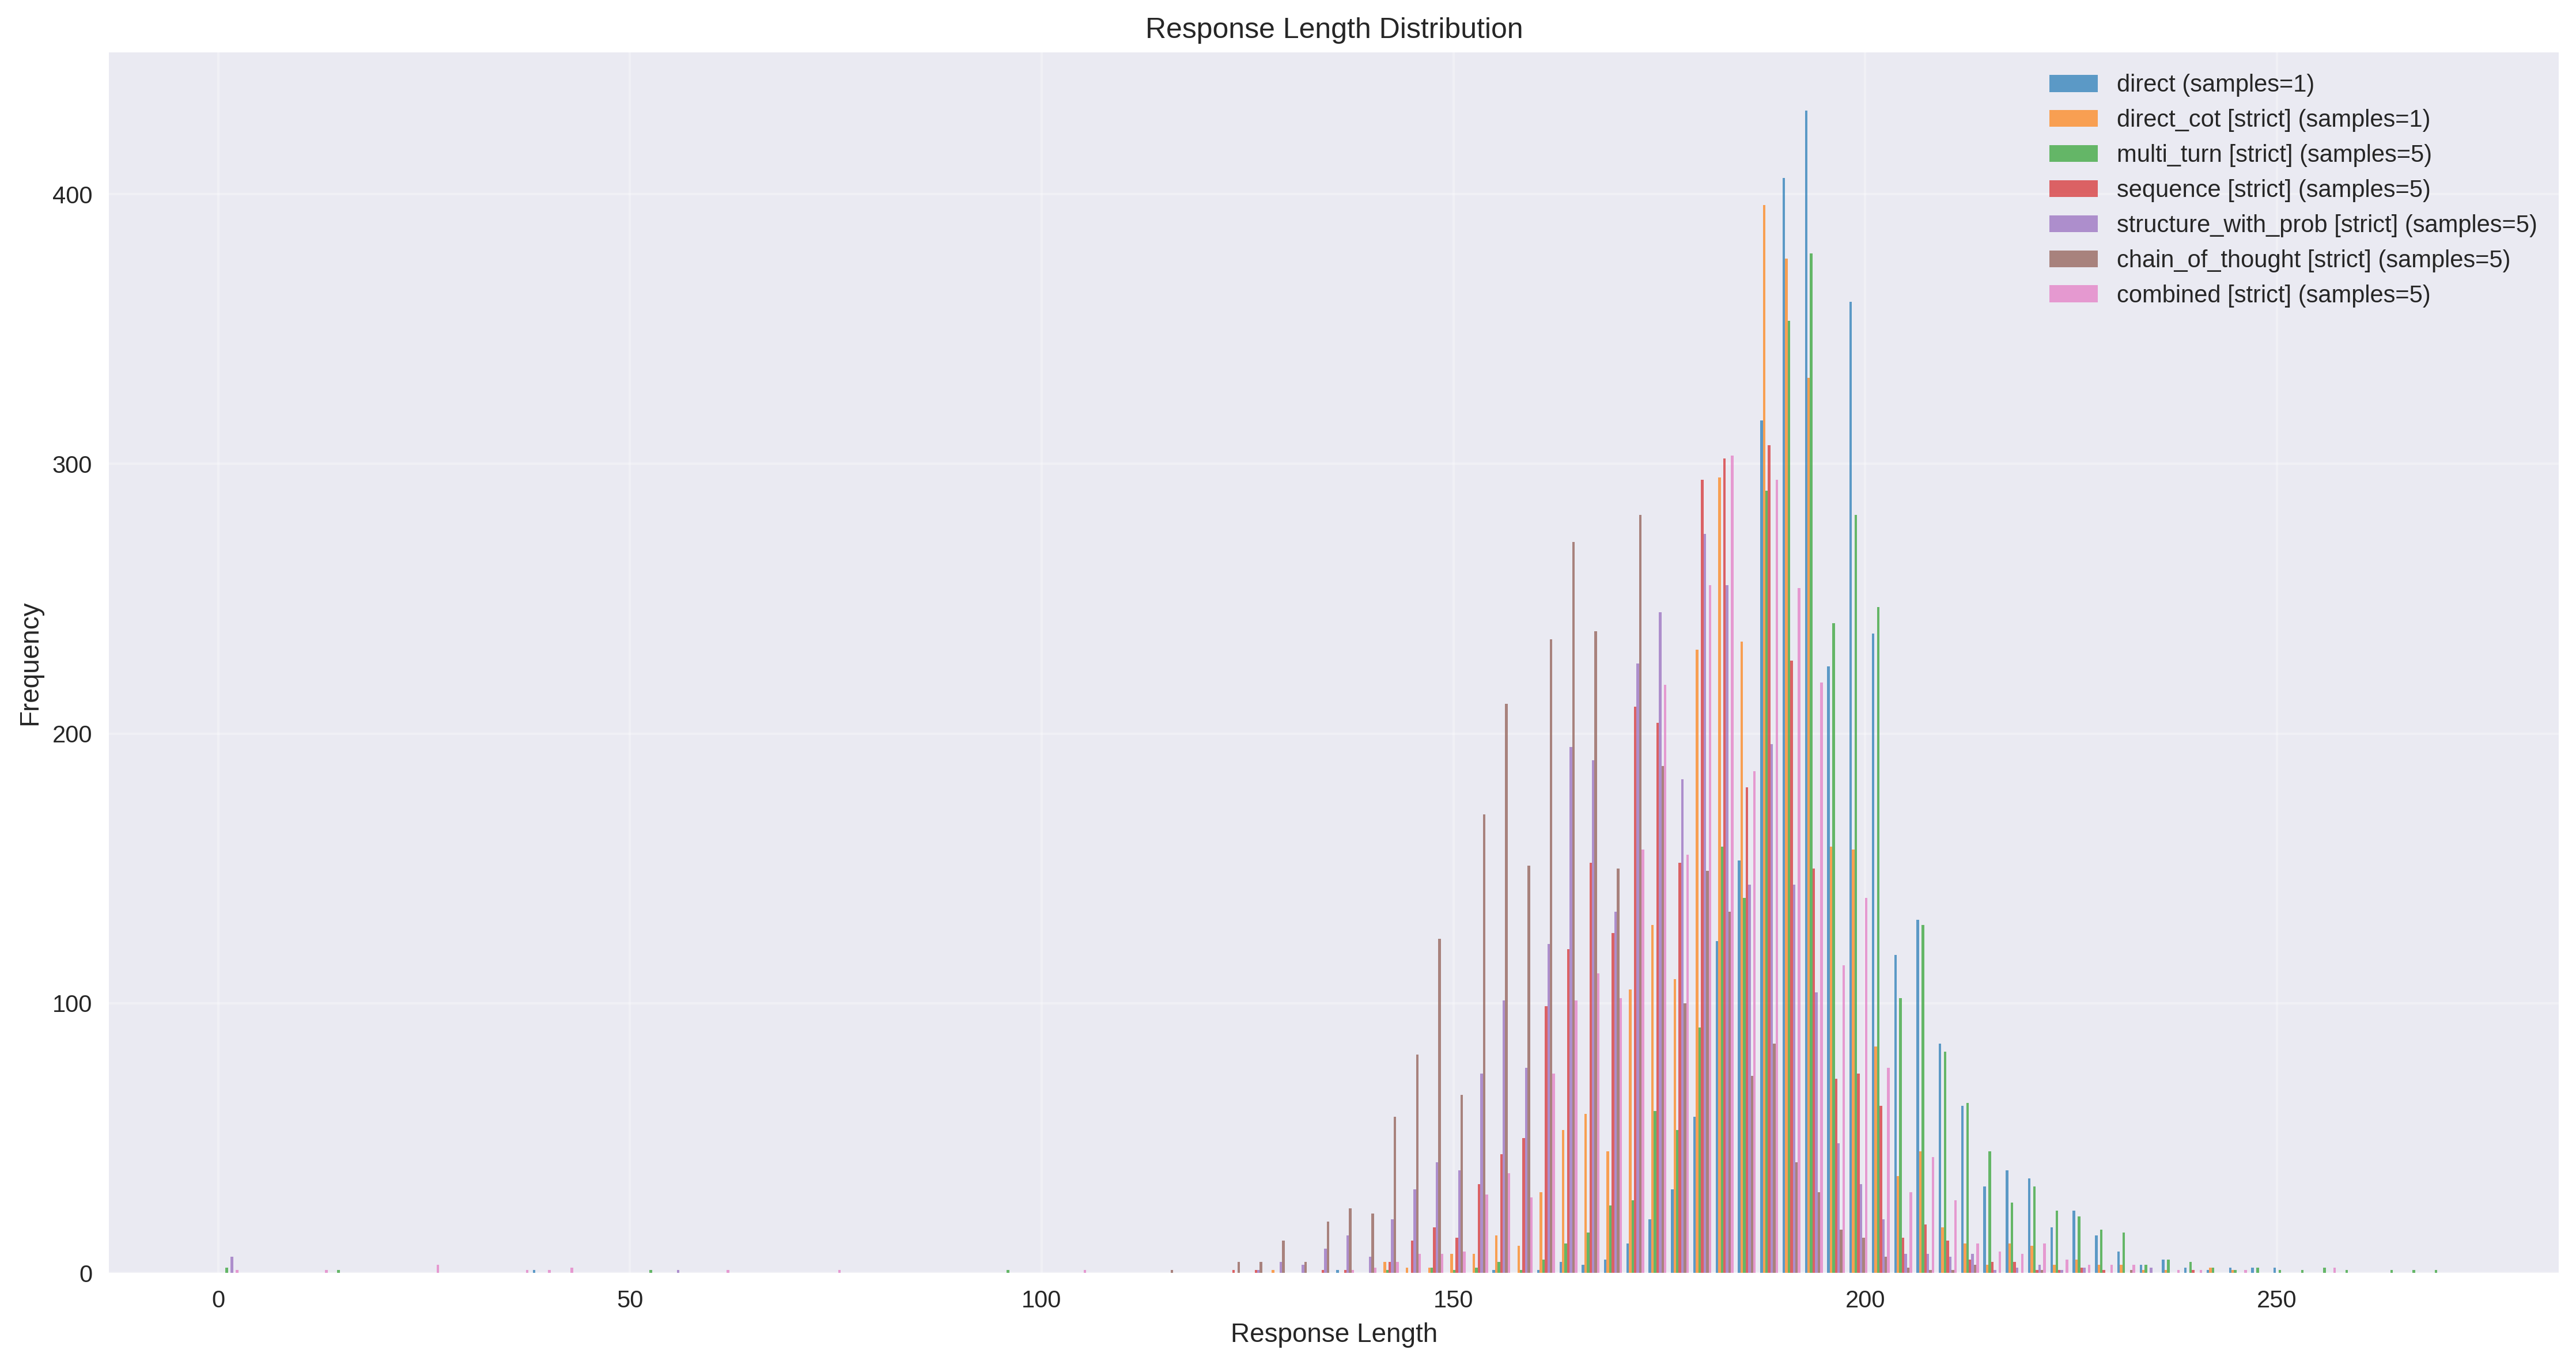 Response Length Distribution
direct (samples=1)
direct_cot [strict] (samples=1)
multi_turn [strict] (samples=5)
sequence [strict] (samples=5)
structure_with_prob [strict] (samples=5)
chain_of_thought [strict] (samples=5)
combined [strict] (samples=5)
Frequency
400
300
200
100
0
0 50 100 150 200 250
Response Length